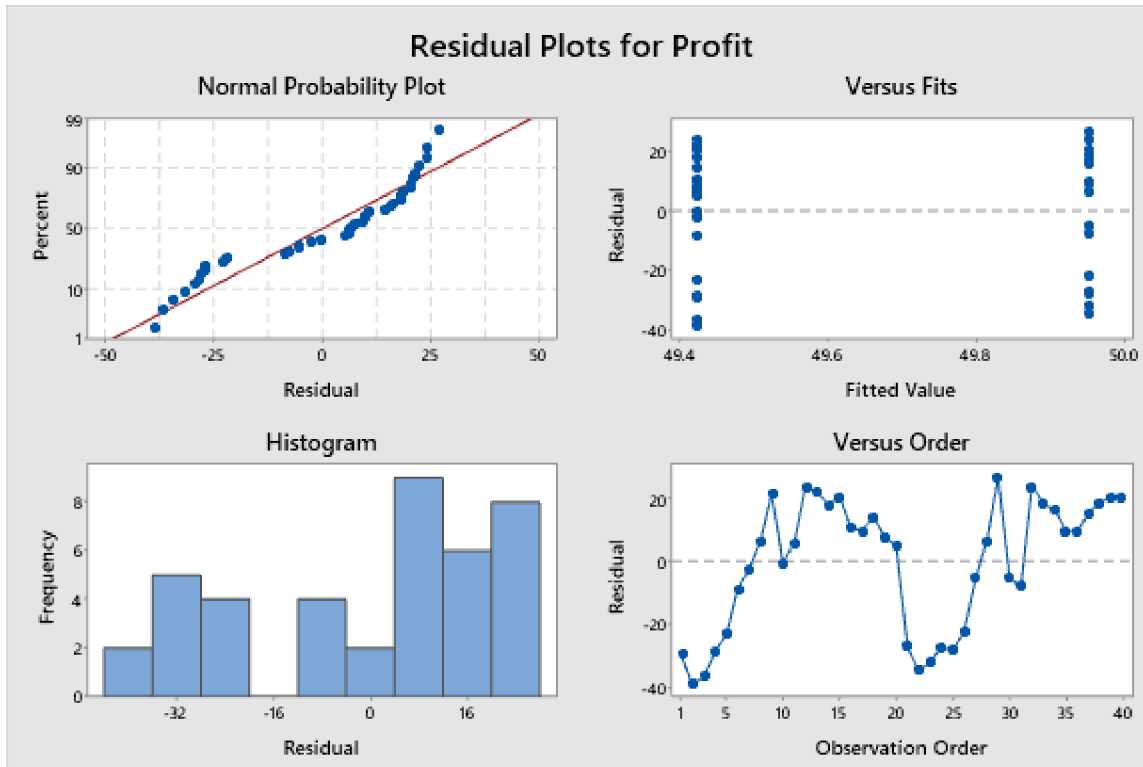 Residual Plots for Profit
Normal Probability Plot
99
90
50
10
1
Percent
-50 -25 0 25 50
Residual
Versus Fits
20
0
-20
-40
Residual
49.4 49.6 49.8 50.0
Fitted Value
Histogram
8
6
4
2
0
Frequency
-32 -16 0 16
Residual
Versus Order
20
0
-20
-40
Residual
1 5 10 15 20 25 30 35 40
Observation Order